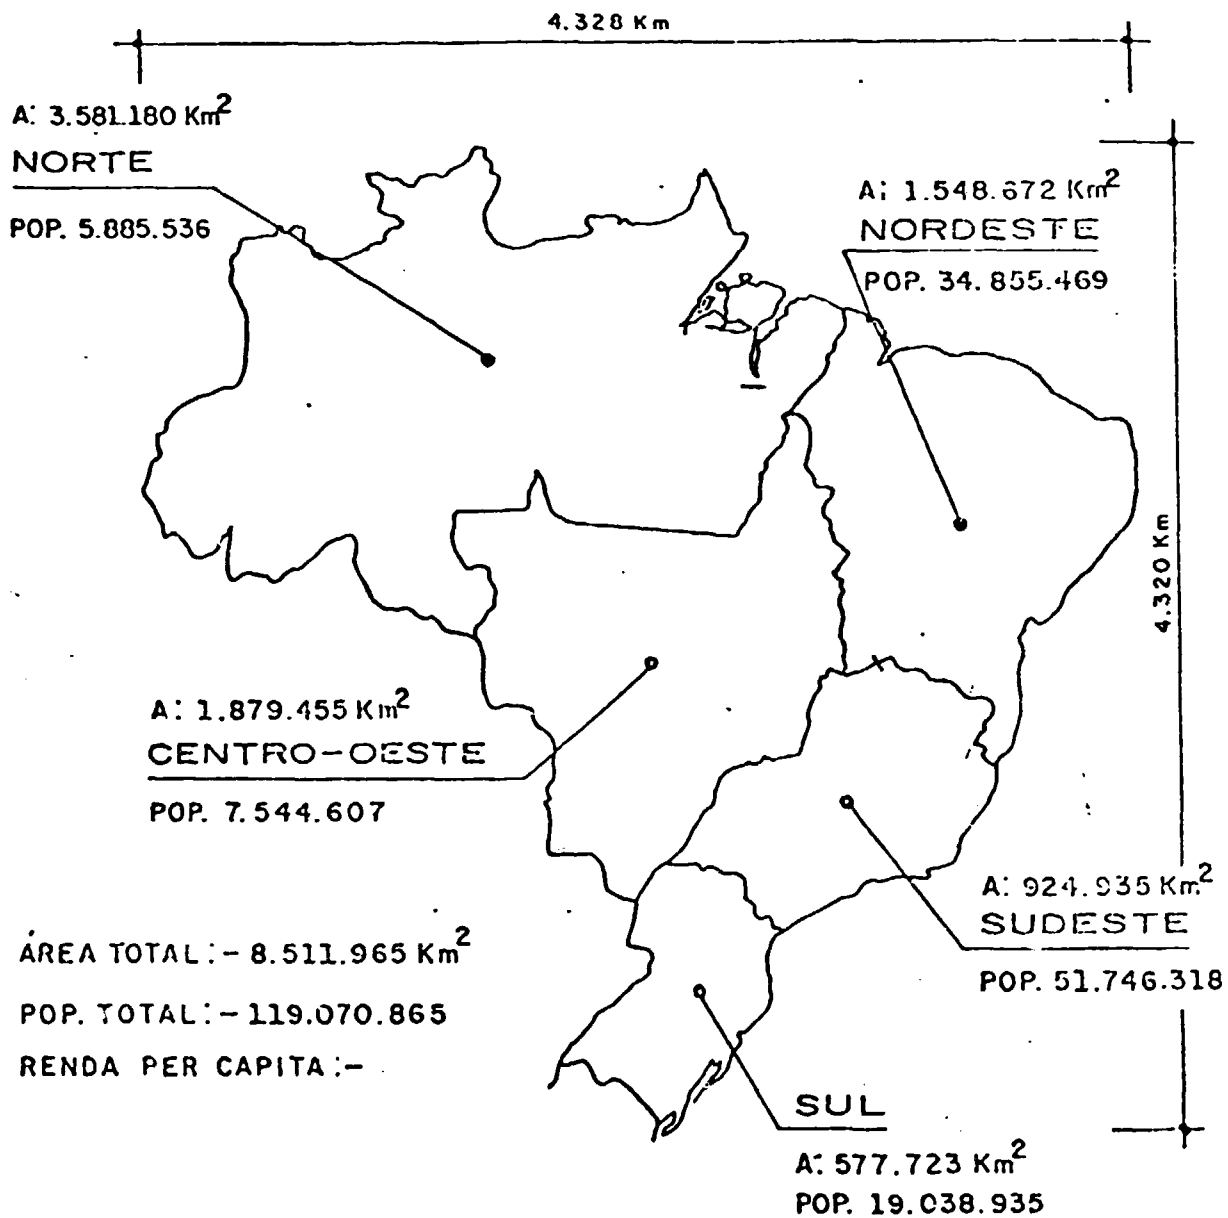 4.328 Km
A: 3.581.180 Km²
NORTE
POP. 5.885.536
A: 1.548.672 Km²
NORDESTE
POP. 34.855.469
4.320 Km
A: 1.879.455 Km²
CENTRO-OESTE
POP. 7.544.607
A: 924.935 Km²
SUDESTE
POP. 51.746.318
ÁREA TOTAL:- 8.511.965 Km²
POP. TOTAL:- 119.070.865
RENDA PER CAPITA:-
SUL
A: 577.723 Km²
POP. 19.038.935